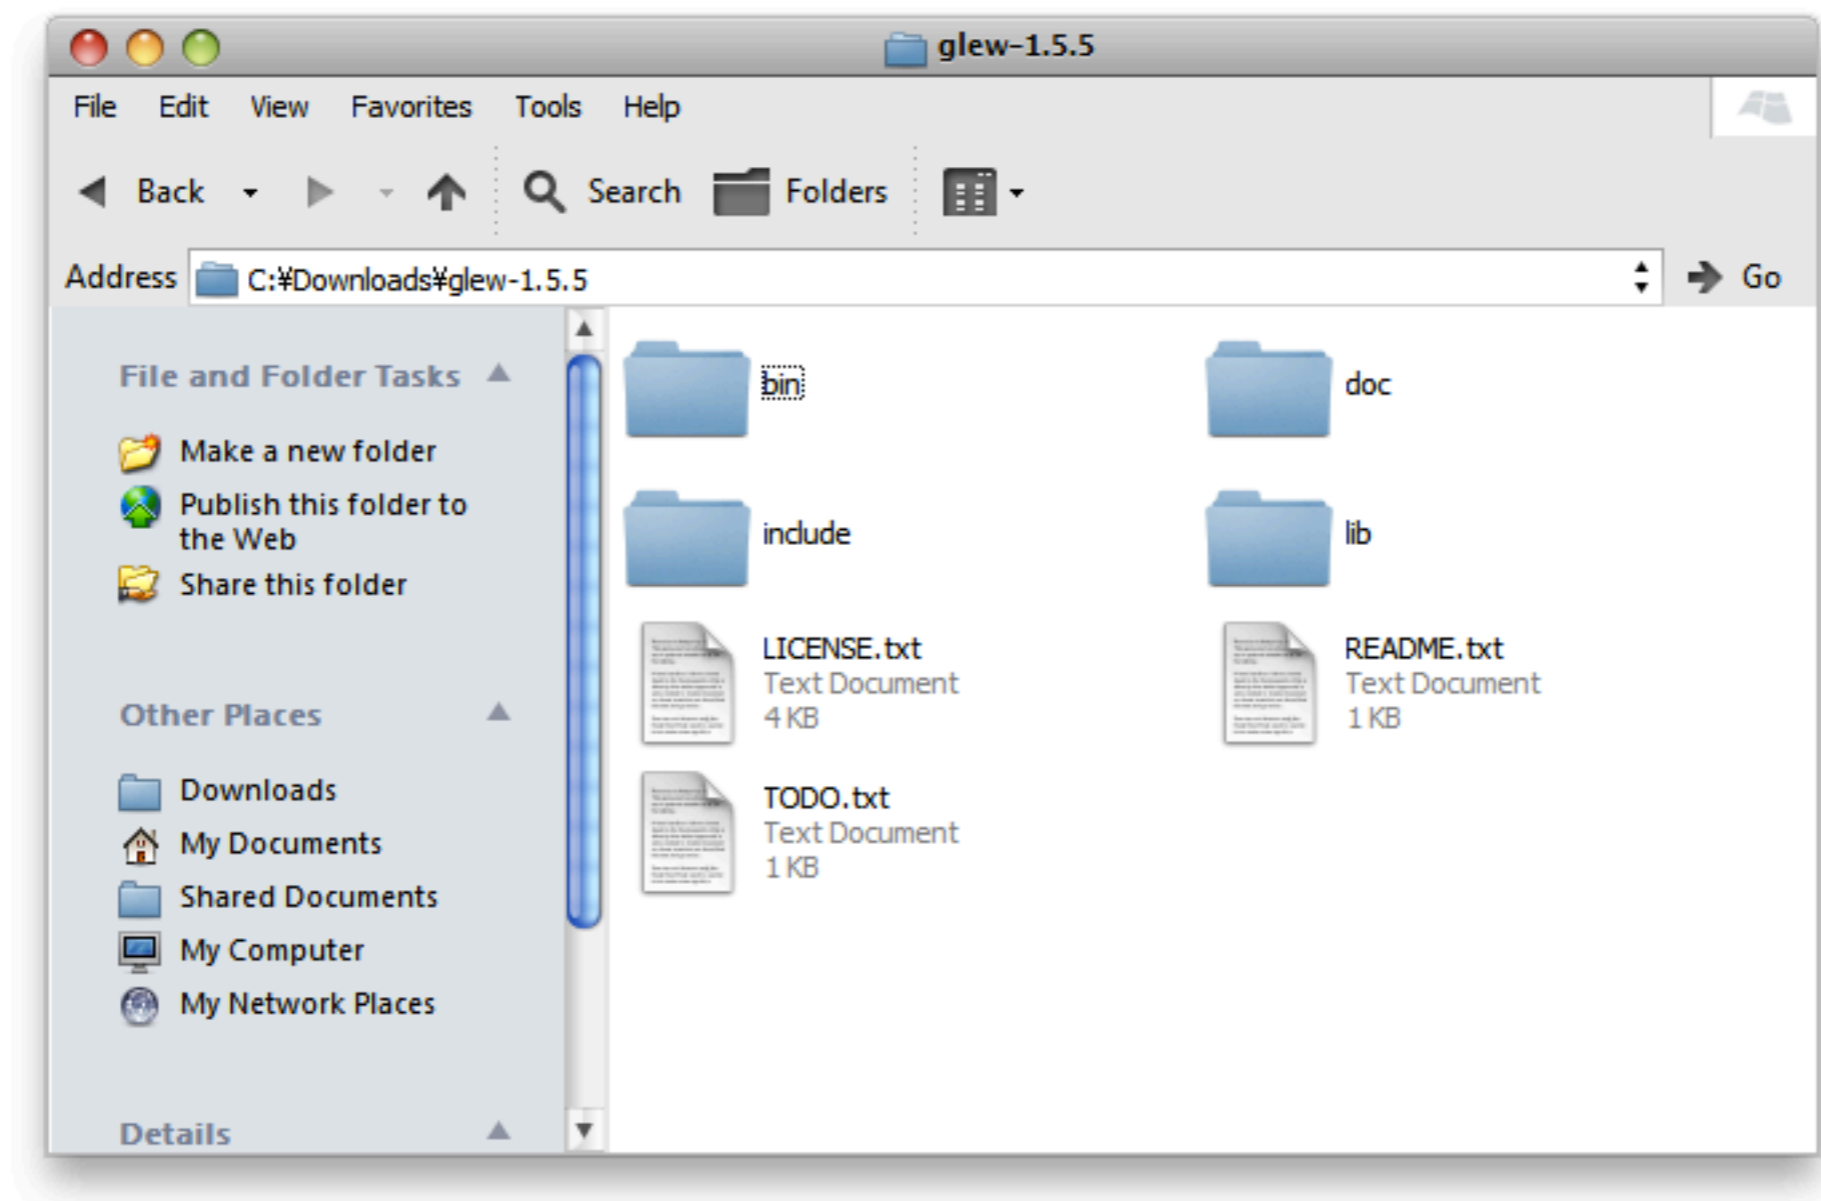 glew-1.5.5
File Edit View Favorites Tools Help
Back Search Folders
Address C:¥Downloads¥glew-1.5.5 Go
File and Folder Tasks
Make a new folder
Publish this folder to
the Web
Share this folder
Other Places
Downloads
My Documents
Shared Documents
My Computer
My Network Places
Details
bin
doc
include
lib
LICENSE.txt
Text Document
4 KB
README.txt
Text Document
1 KB
TODO.txt
Text Document
1 KB